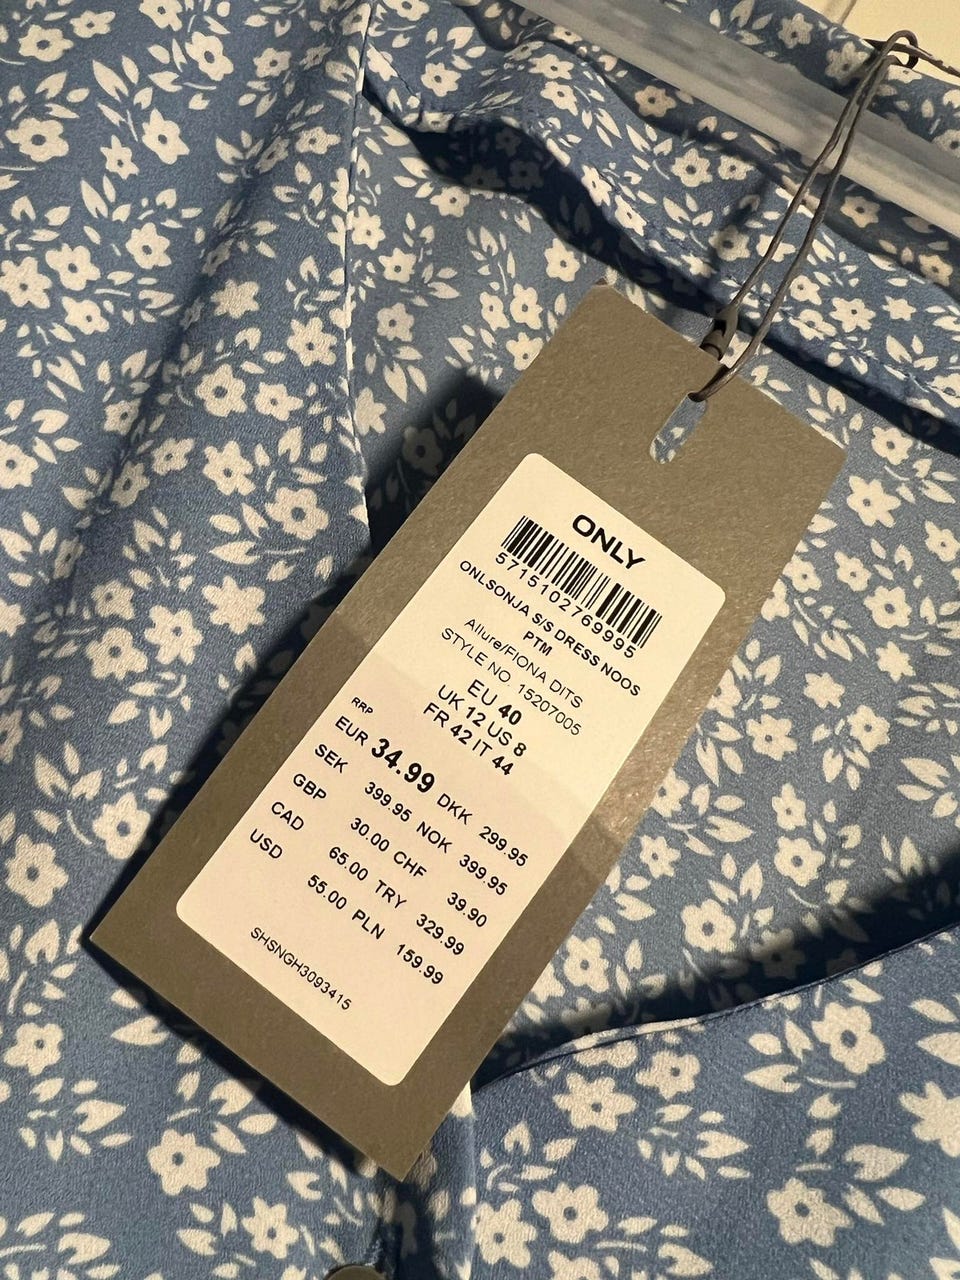 ONLY
5715102769995
ONLSONJA S/S DRESS NOOS
PTM
Allure/FIONA DITS
STYLE NO. 15207005
EU 40
UK 12 US 8
FR 42 IT 44
RRP
EUR 34.99 DKK 299.95
SEK 399.95 NOK 399.95
GBP 30.00 CHF 39.90
CAD 65.00 TRY 329.99
USD 55.00 PLN 159.99
SHSNGH3093415